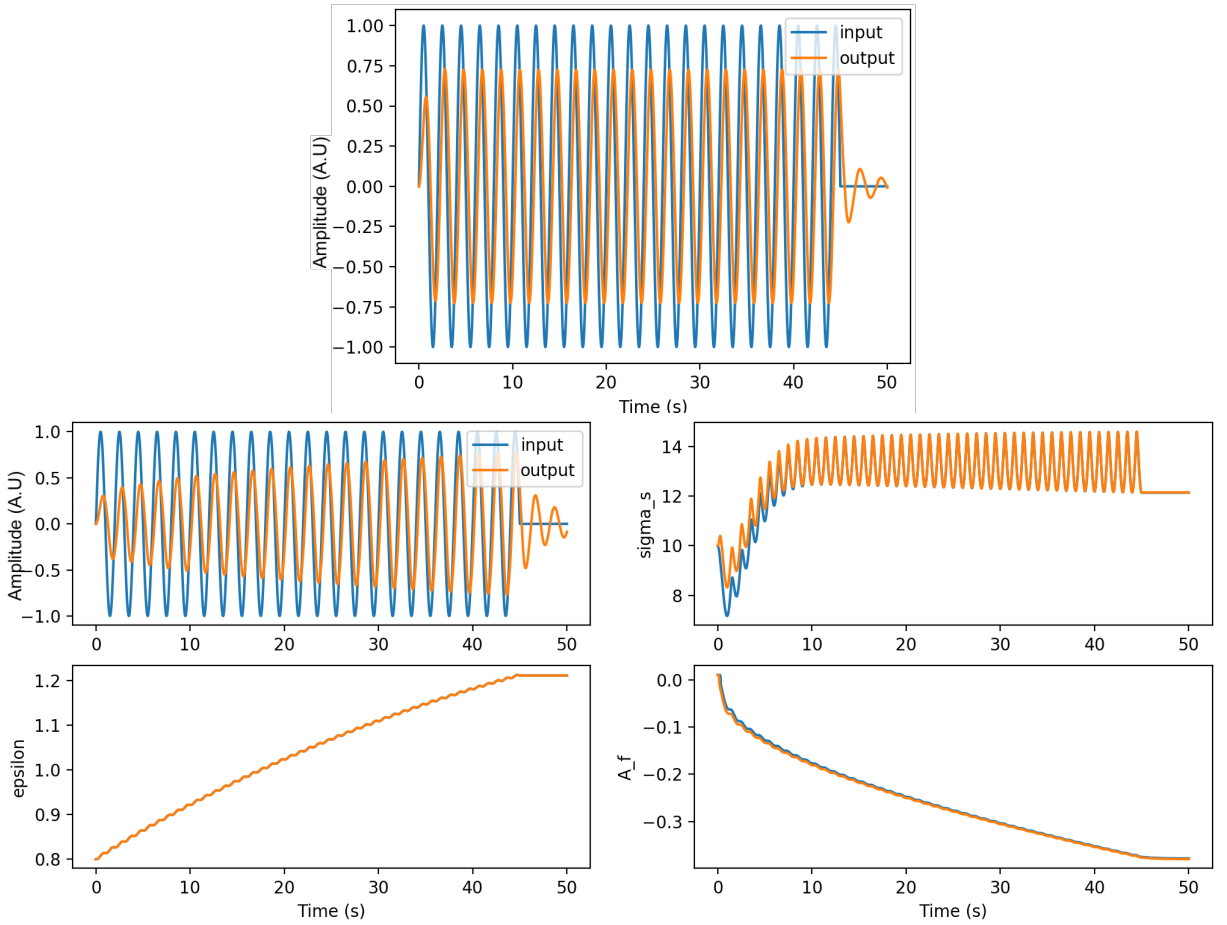 1.00
0.75
0.50
0.25
0.00
−0.25
−0.50
−0.75
−1.00
Amplitude (A.U)
input
output
0 10 20 30 40 50
Time (s)
1.0
0.5
0.0
−0.5
−1.0
Amplitude (A.U)
input
output
0 10 20 30 40 50
14
12
10
8
sigma_s
0 10 20 30 40 50
1.2
1.1
1.0
0.9
0.8
epsilon
0 10 20 30 40 50
Time (s)
0.0
−0.1
−0.2
−0.3
A_f
0 10 20 30 40 50
Time (s)